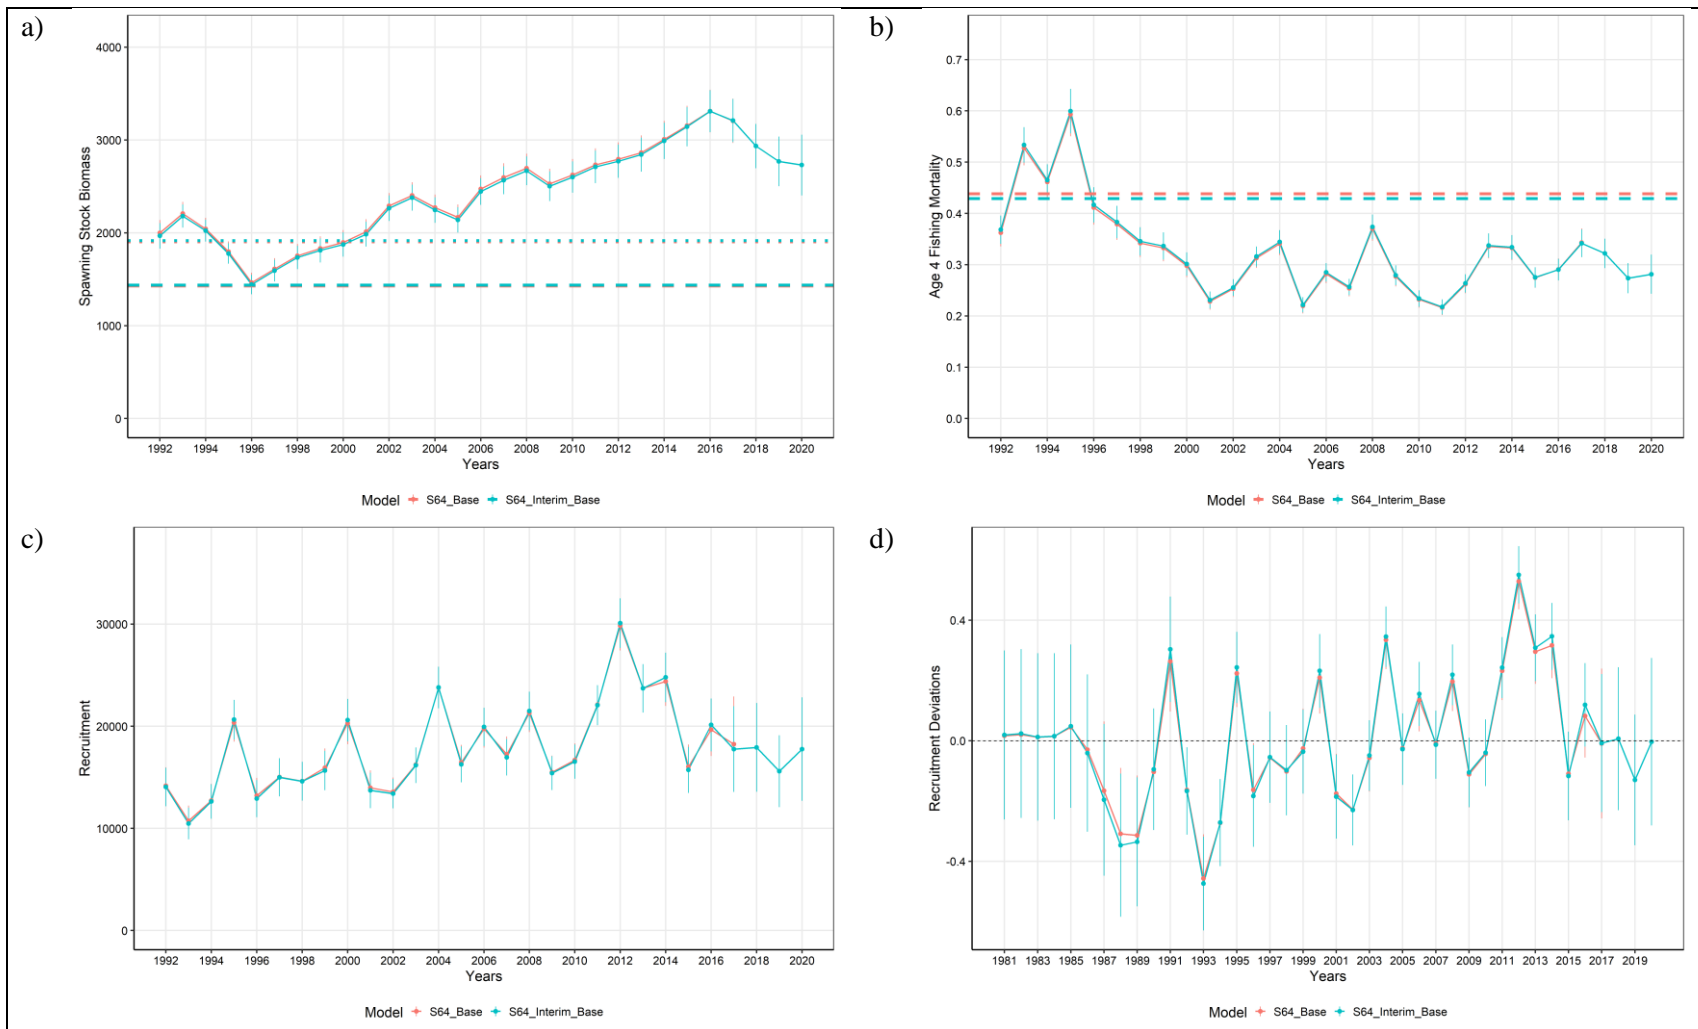 a)
4000
3000
2000
1000
0
Spawning Stock Biomass
1992 1994 1996 1998 2000 2002 2004 2006 2008 2010 2012 2014 2016 2018 2020
Years
Model S64_Base S64_Interim_Base
b)
0.7
0.6
0.5
0.4
0.3
0.2
0.1
0.0
Age 4 Fishing Mortality
1992 1994 1996 1998 2000 2002 2004 2006 2008 2010 2012 2014 2016 2018 2020
Years
Model S64_Base S64_Interim_Base
c)
30000
20000
10000
0
Recruitment
1992 1994 1996 1998 2000 2002 2004 2006 2008 2010 2012 2014 2016 2018 2020
Years
Model S64_Base S64_Interim_Base
d)
0.4
0.0
-0.4
Recruitment Deviations
1981 1983 1985 1987 1989 1991 1993 1995 1997 1999 2001 2003 2005 2007 2009 2011 2013 2015 2017 2019
Years
Model S64_Base S64_Interim_Base